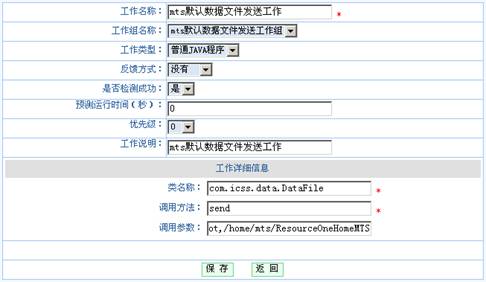 工作名称： mts默认数据文件发送工作 *
工作组名称： mts默认数据文件发送工作组
工作类型： 普通JAVA程序
反馈方式： 没有
是否检测成功： 是
预测运行时间（秒）： 0
优先级： 0
工作说明： mts默认数据文件发送工作
工作详细信息
类名称： com.icss.data.DataFile *
调用方法： send *
调用参数： ot,/home/mts/ResourceOneHomeMTS
保 存 返 回